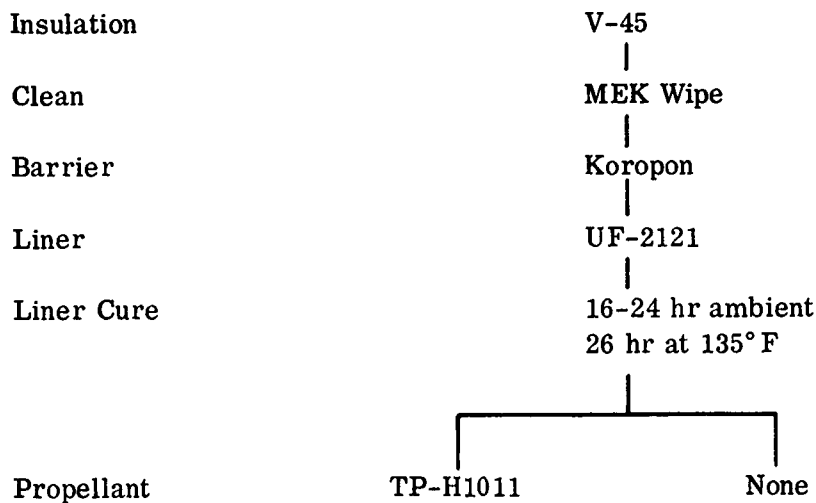 Insulation V-45
Clean MEK Wipe
Barrier Koropon
Liner UF-2121
Liner Cure 16-24 hr ambient
26 hr at 135° F
Propellant TP-H1011 None